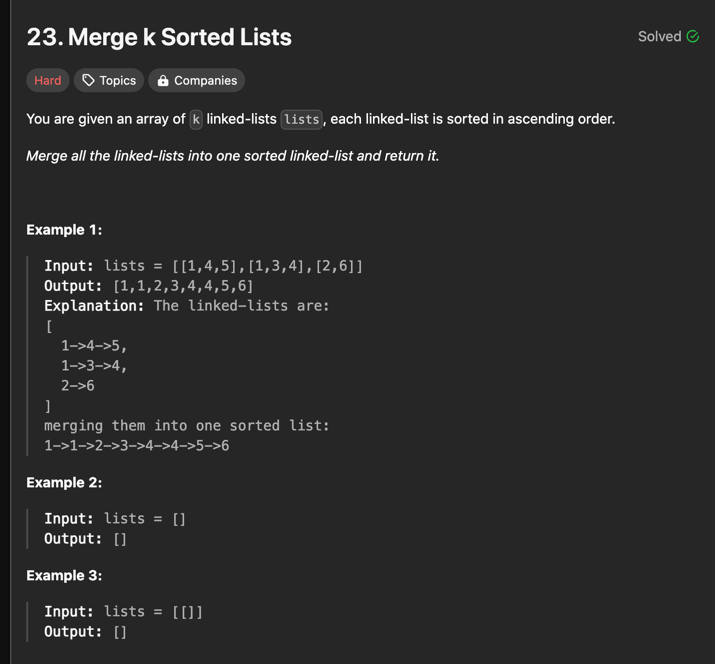 23. Merge k Sorted Lists
Solved
Hard Topics Companies
You are given an array of k linked-lists lists, each linked-list is sorted in ascending order.
Merge all the linked-lists into one sorted linked-list and return it.
Example 1:
Input: lists = [[1,4,5],[1,3,4],[2,6]]
Output: [1,1,2,3,4,4,5,6]
Explanation: The linked-lists are:
[
  1->4->5,
  1->3->4,
  2->6
]
merging them into one sorted list:
1->1->2->3->4->4->5->6
Example 2:
Input: lists = []
Output: []
Example 3:
Input: lists = [[]]
Output: []